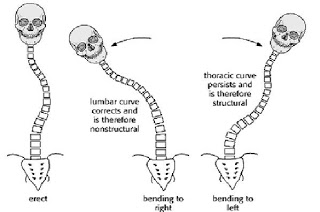 lumbar curve
corrects and
is therefore
nonstructural
thoracic curve
persists and
is therefore
structural
erect
bending to
right
bending to
left